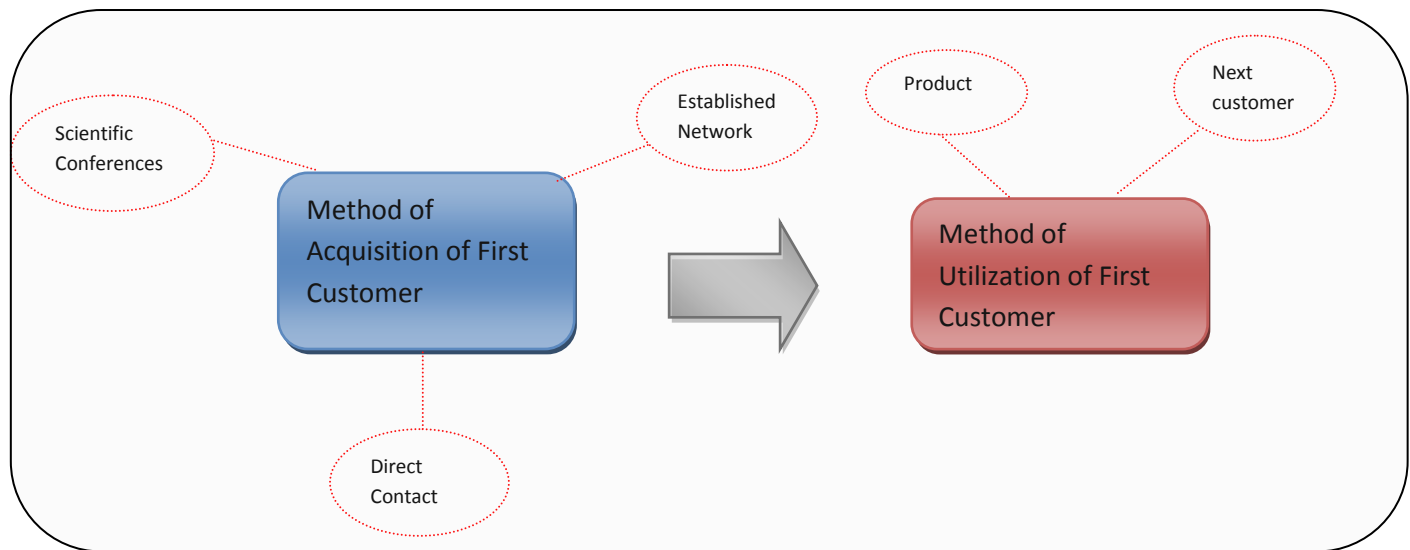 Scientific
Conferences
Established
Network
Method of
Acquisition of First
Customer
Direct
Contact
Product
Next
customer
Method of
Utilization of First
Customer